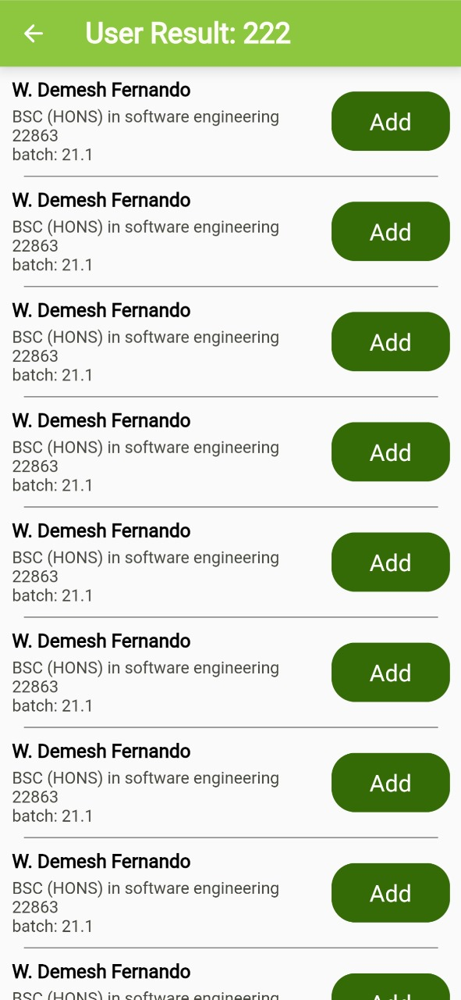 User Result: 222
W. Demesh Fernando
BSC (HONS) in software engineering
22863
batch: 21.1
Add
W. Demesh Fernando
BSC (HONS) in software engineering
22863
batch: 21.1
Add
W. Demesh Fernando
BSC (HONS) in software engineering
22863
batch: 21.1
Add
W. Demesh Fernando
BSC (HONS) in software engineering
22863
batch: 21.1
Add
W. Demesh Fernando
BSC (HONS) in software engineering
22863
batch: 21.1
Add
W. Demesh Fernando
BSC (HONS) in software engineering
22863
batch: 21.1
Add
W. Demesh Fernando
BSC (HONS) in software engineering
22863
batch: 21.1
Add
W. Demesh Fernando
BSC (HONS) in software engineering
22863
batch: 21.1
Add
W. Demesh Fernando
BSC (HONS) in software engineering
Add